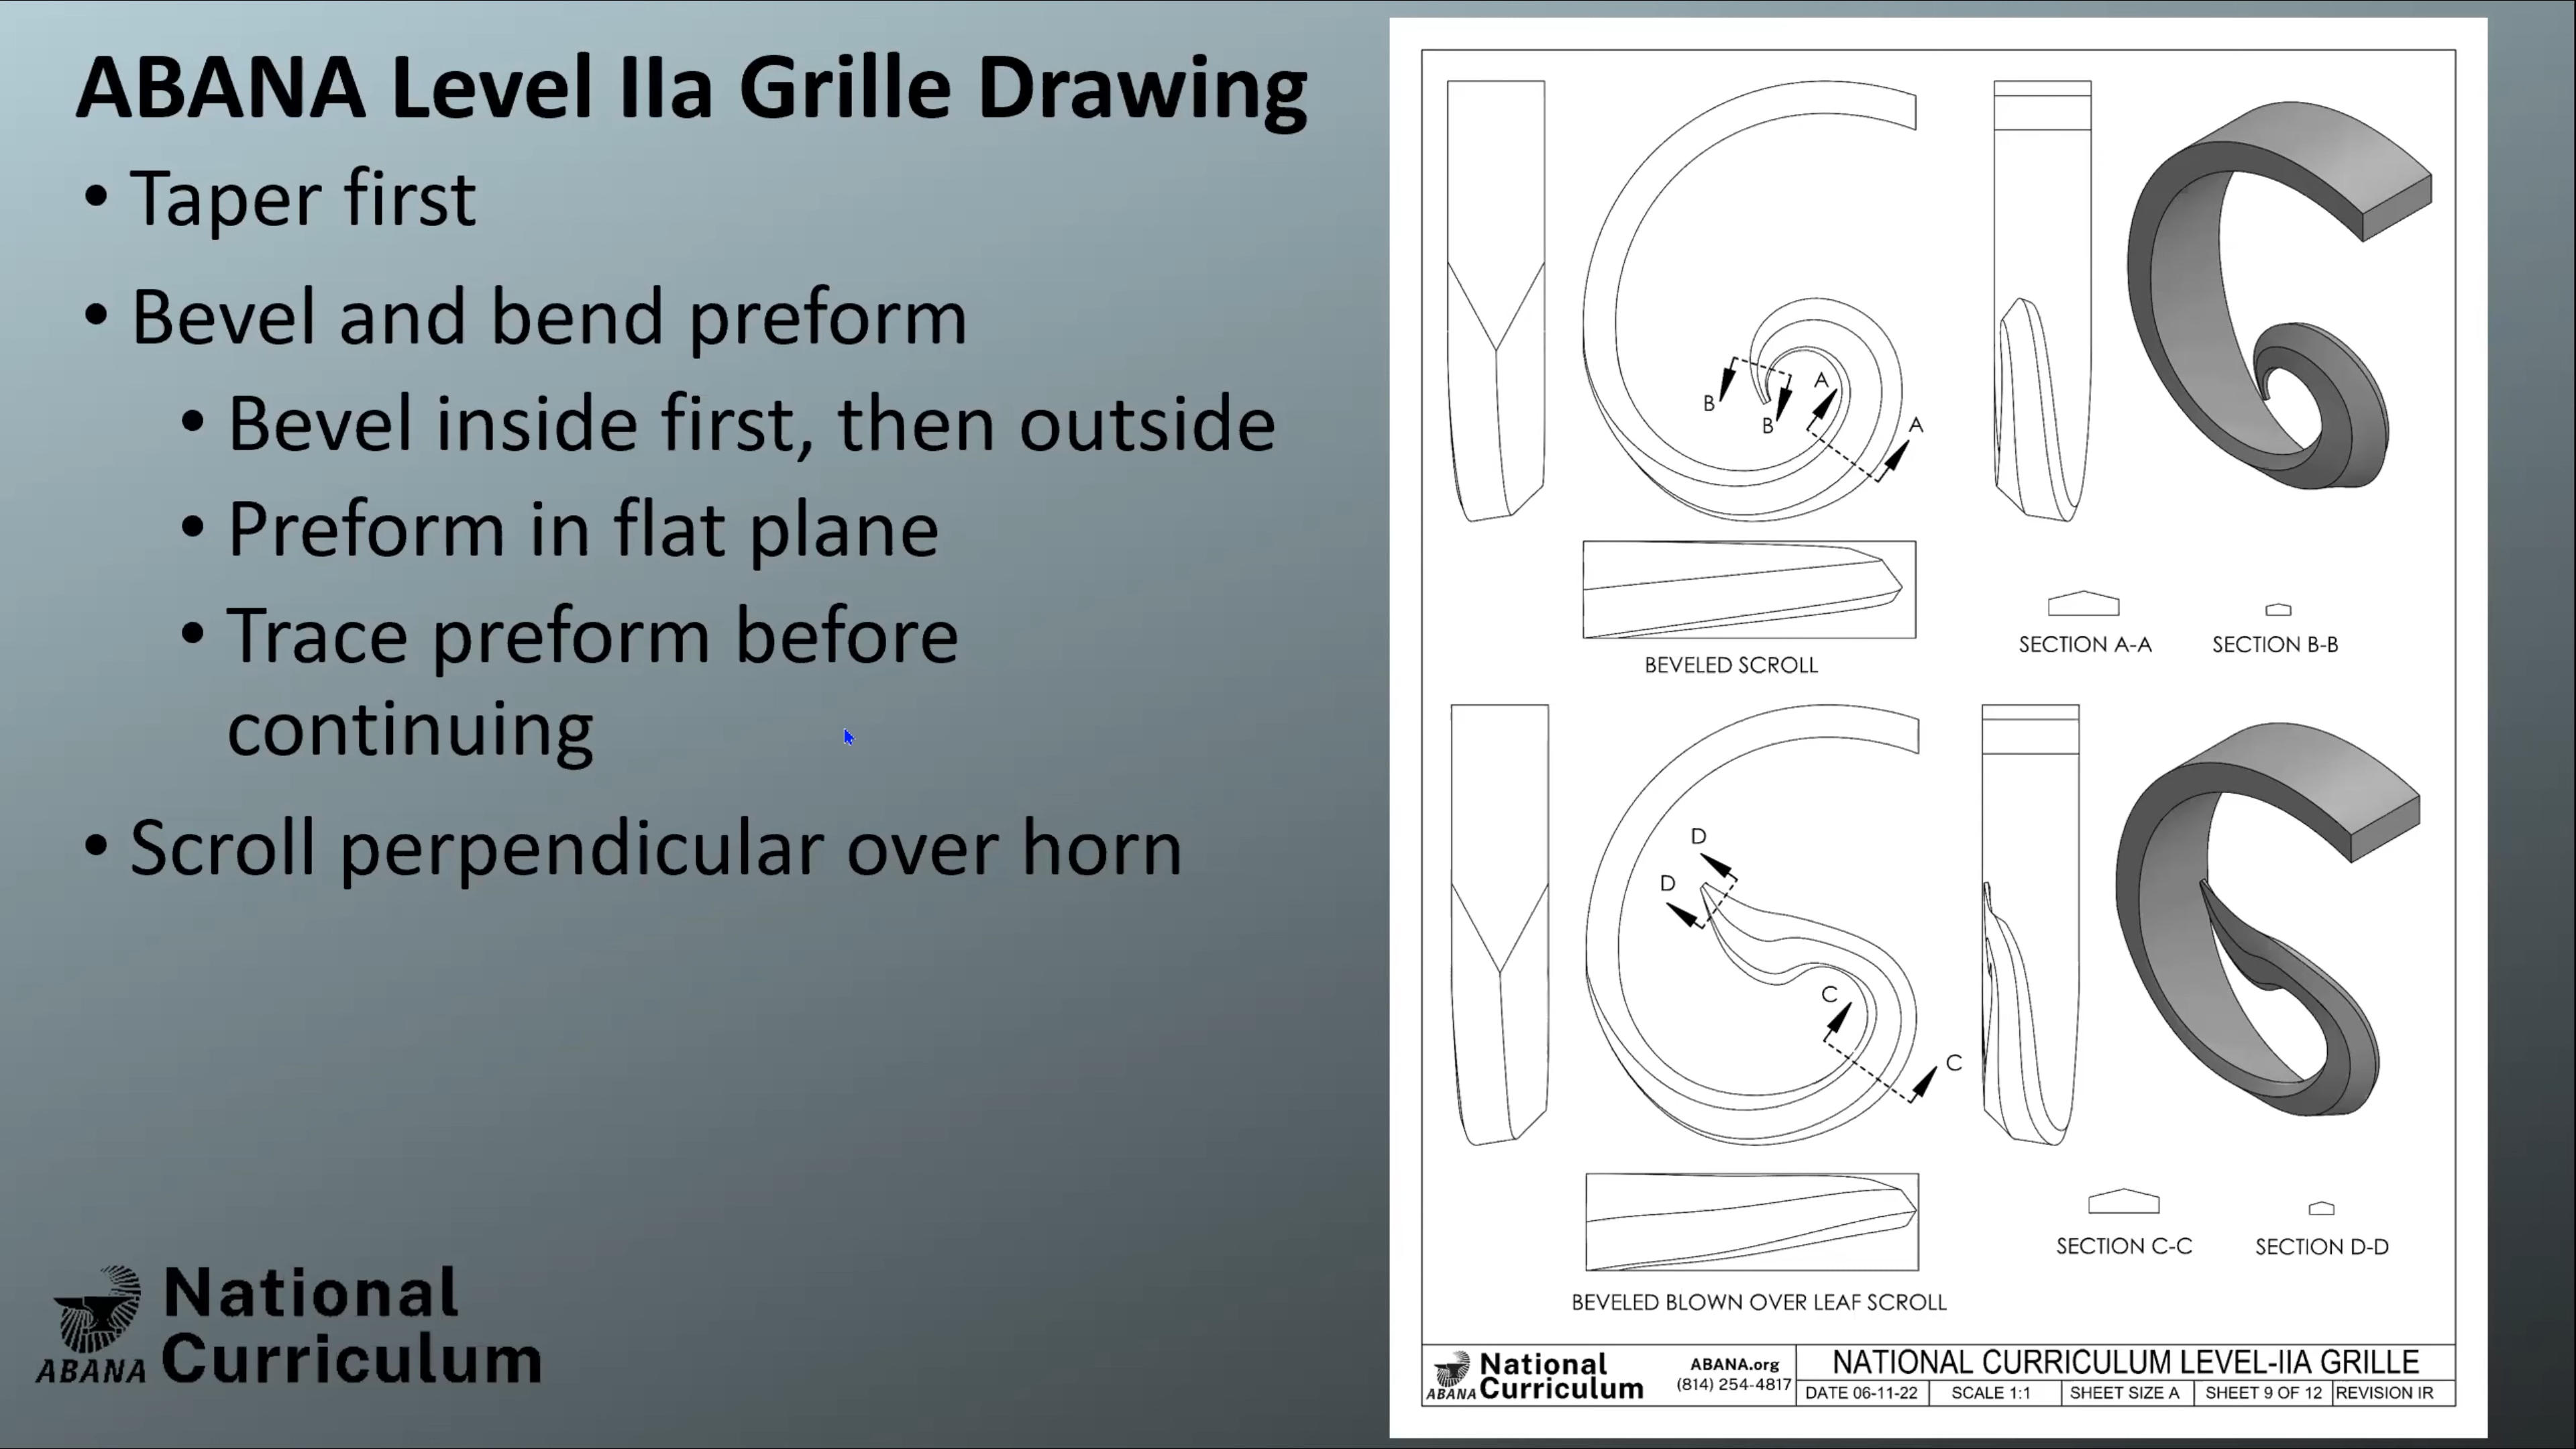 ABANA Level IIa Grille Drawing
• Taper first
• Bevel and bend preform
• Bevel inside first, then outside
• Preform in flat plane
• Trace preform before
continuing
• Scroll perpendicular over horn
National
ABANA Curriculum
B
B
A
A
BEVELED SCROLL
SECTION A-A
SECTION B-B
D
D
C
C
BEVELED BLOWN OVER LEAF SCROLL
SECTION C-C
SECTION D-D
National
ABANA Curriculum
ABANA.org
(814) 254-4817
NATIONAL CURRICULUM LEVEL-IIA GRILLE
DATE 06-11-22
SCALE 1:1
SHEET SIZE A
SHEET 9 OF 12
REVISION IR